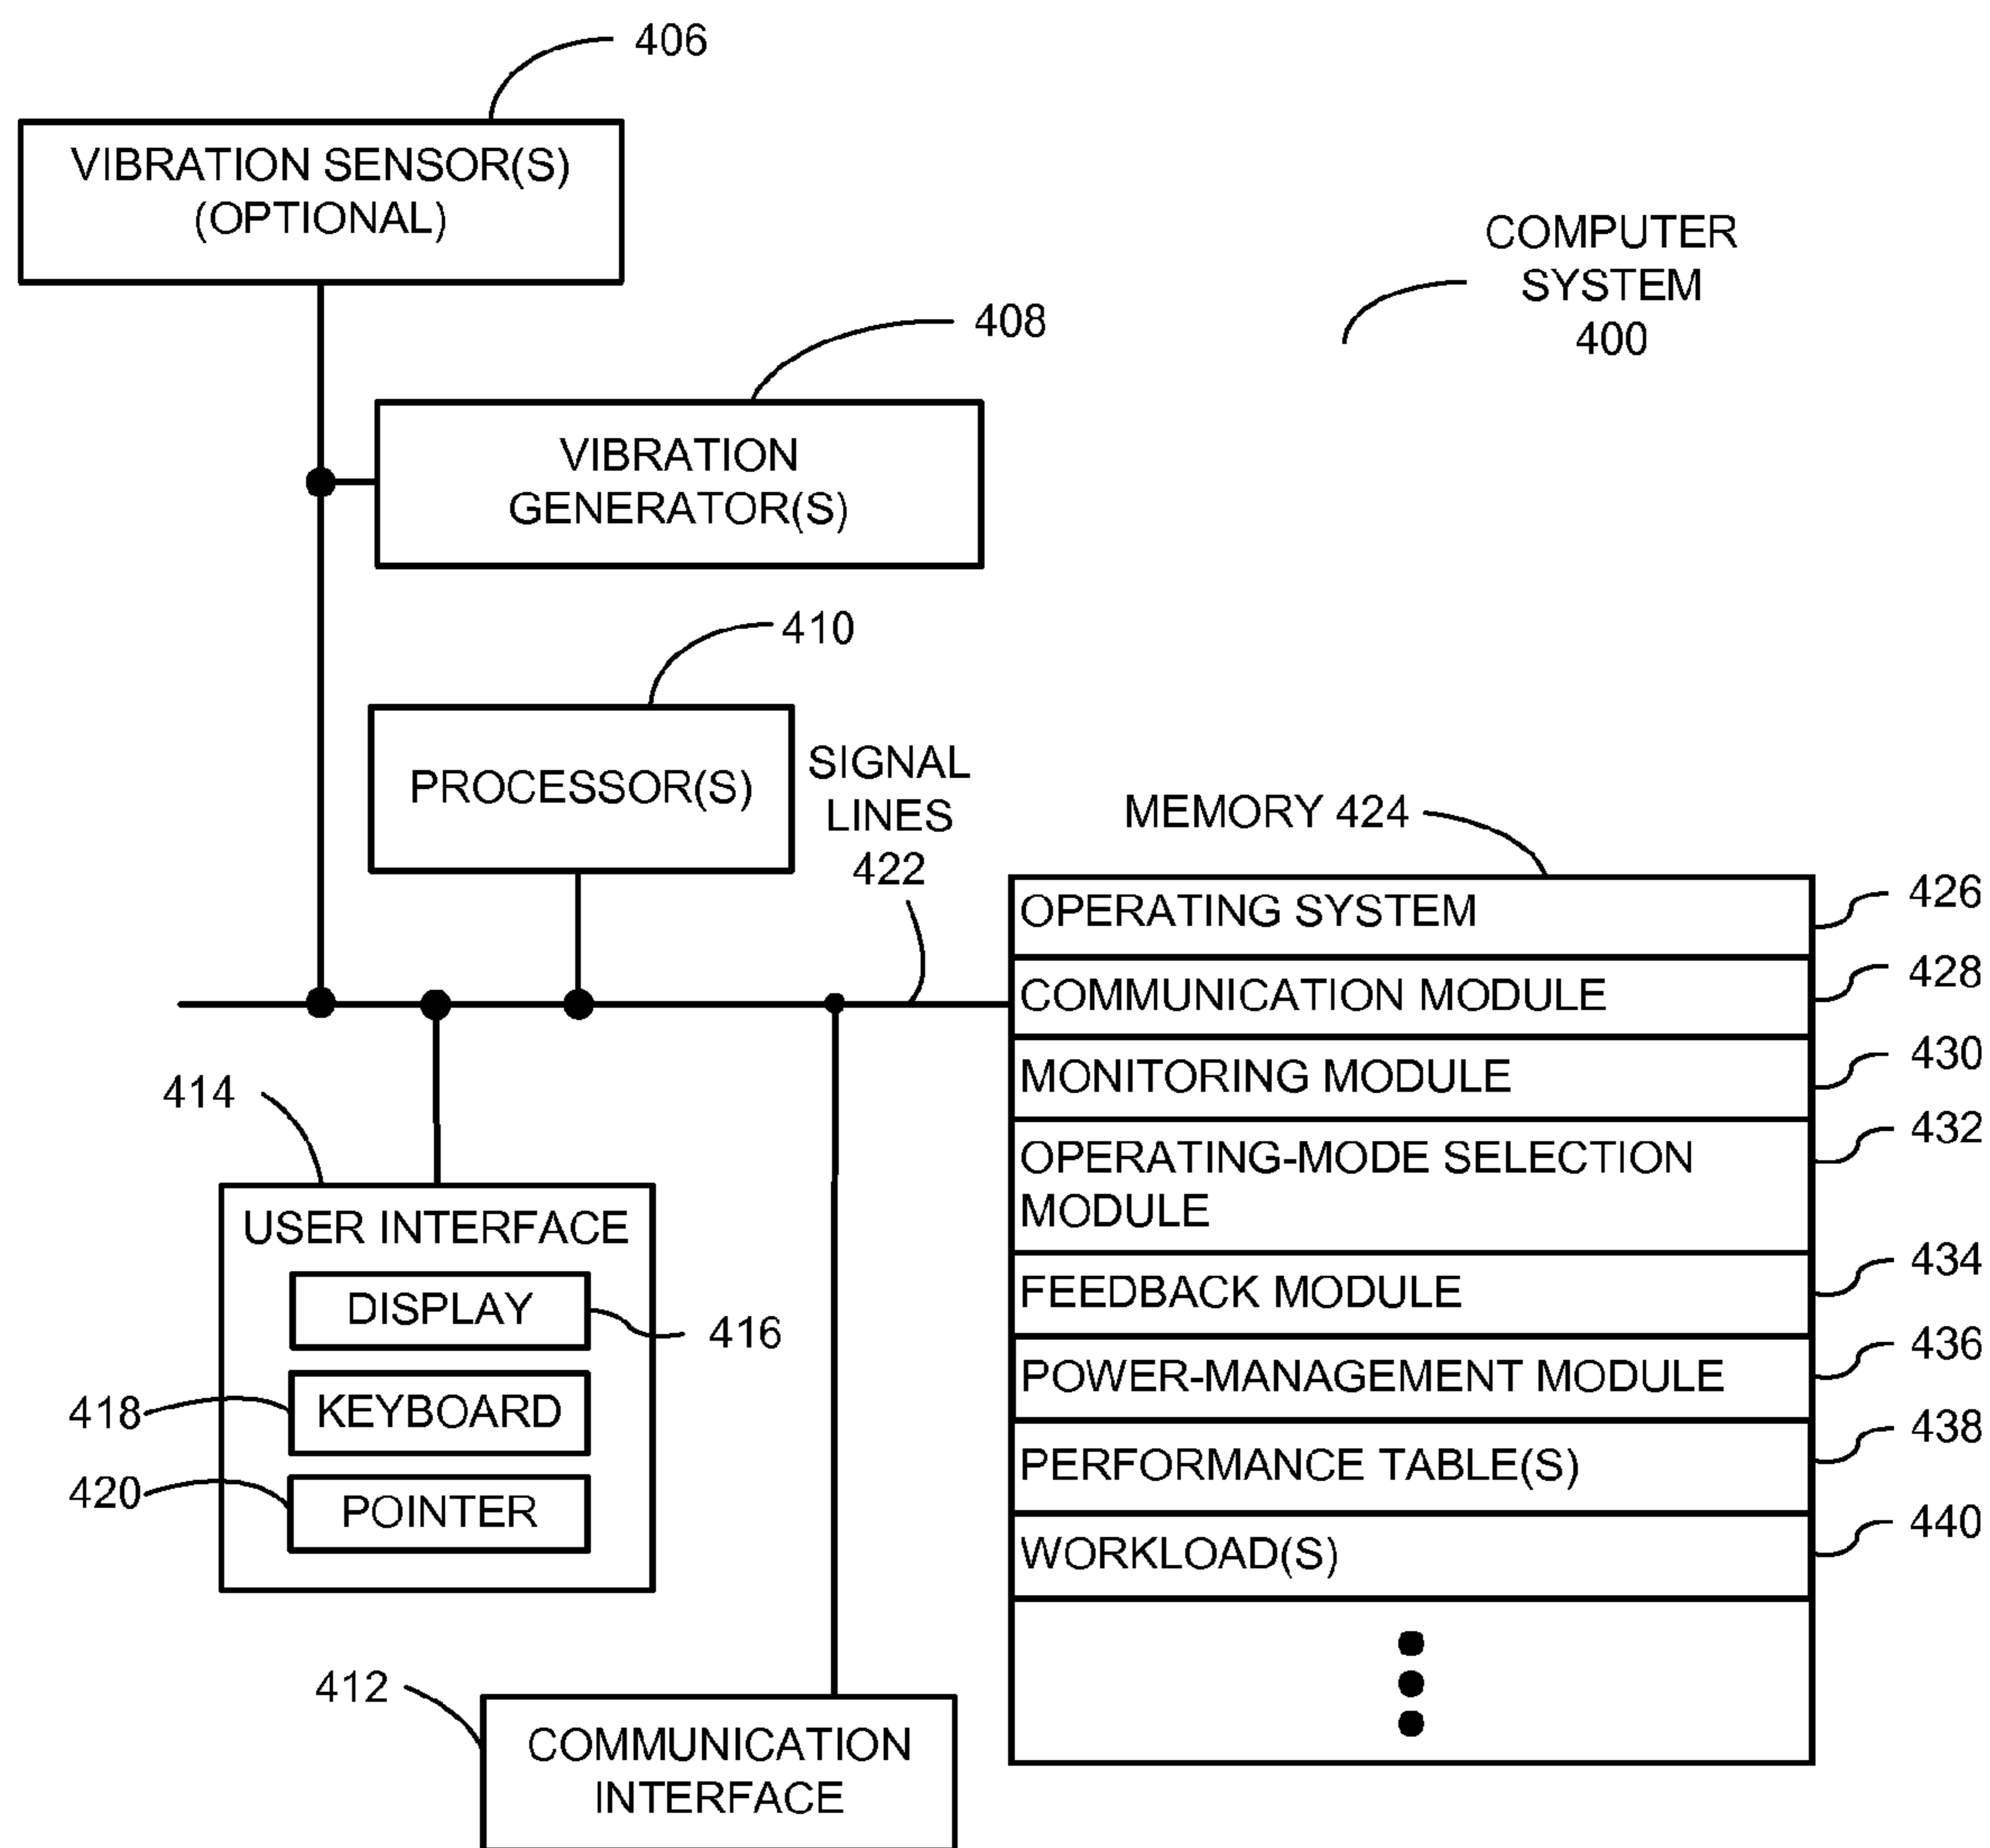 406
VIBRATION SENSOR(S)
(OPTIONAL)
COMPUTER
SYSTEM
400
408
VIBRATION
GENERATOR(S)
410
PROCESSOR(S)
SIGNAL
LINES
422
MEMORY 424
OPERATING SYSTEM
426
COMMUNICATION MODULE
428
MONITORING MODULE
430
OPERATING-MODE SELECTION
MODULE
432
FEEDBACK MODULE
434
POWER-MANAGEMENT MODULE
436
PERFORMANCE TABLE(S)
438
WORKLOAD(S)
440
414
USER INTERFACE
DISPLAY
416
418
KEYBOARD
420
POINTER
412
COMMUNICATION
INTERFACE